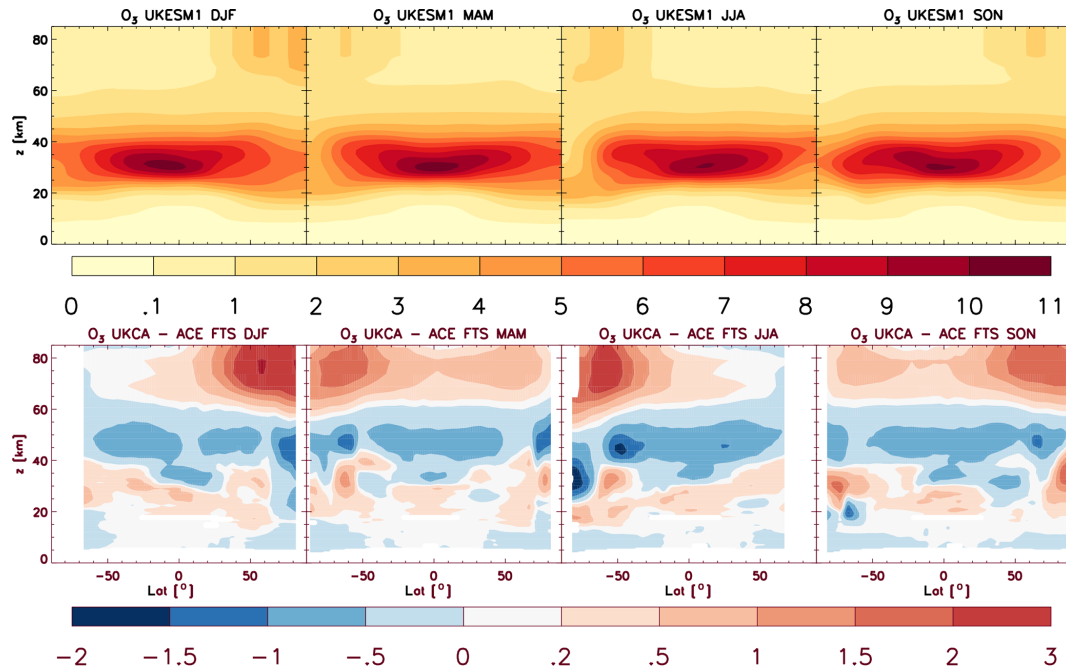 O₃ UKESM1 DJF
O₃ UKESM1 MAM
O₃ UKESM1 JJA
O₃ UKESM1 SON
80
60
40
20
0
z [km]
0 .1 1 2 3 4 5 6 7 8 9 10 11
O₃ UKCA – ACE FTS DJF
O₃ UKCA – ACE FTS MAM
O₃ UKCA – ACE FTS JJA
O₃ UKCA – ACE FTS SON
80
60
40
20
0
z [km]
−50 0 50
−50 0 50
−50 0 50
−50 0 50
Lat [°]
Lat [°]
Lat [°]
Lat [°]
−2 −1.5 −1 −.5 0 .2 .5 1 1.5 2 3